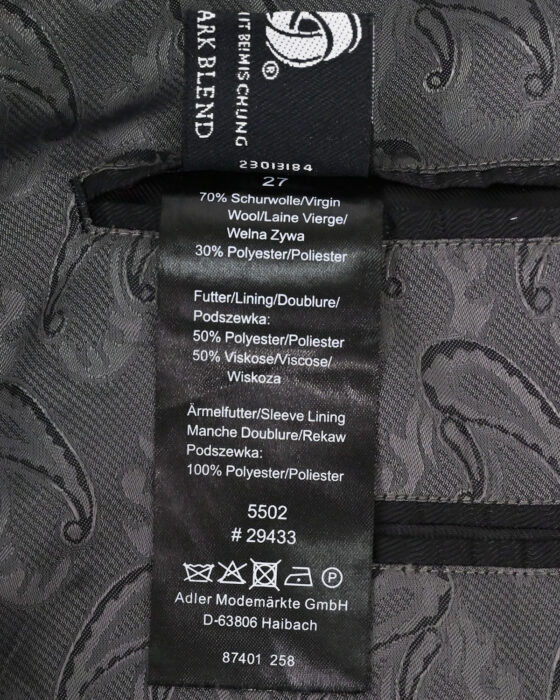 ARK BLEND
MIT BEIMISCHUNG
®
23013184
27
70% Schurwolle/Virgin
Wool/Laine Vierge/
Wełna Zywa
30% Polyester/Poliester
Futter/Lining/Doublure/
Podszewka:
50% Polyester/Poliester
50% Viskose/Viscose/
Wiskoza
Ärmelfutter/Sleeve Lining
Manche Doublure/Rekaw
Podszewka:
100% Polyester/Poliester
5502
# 29433
P
Adler Modemärkte GmbH
D-63806 Haibach
87401 258